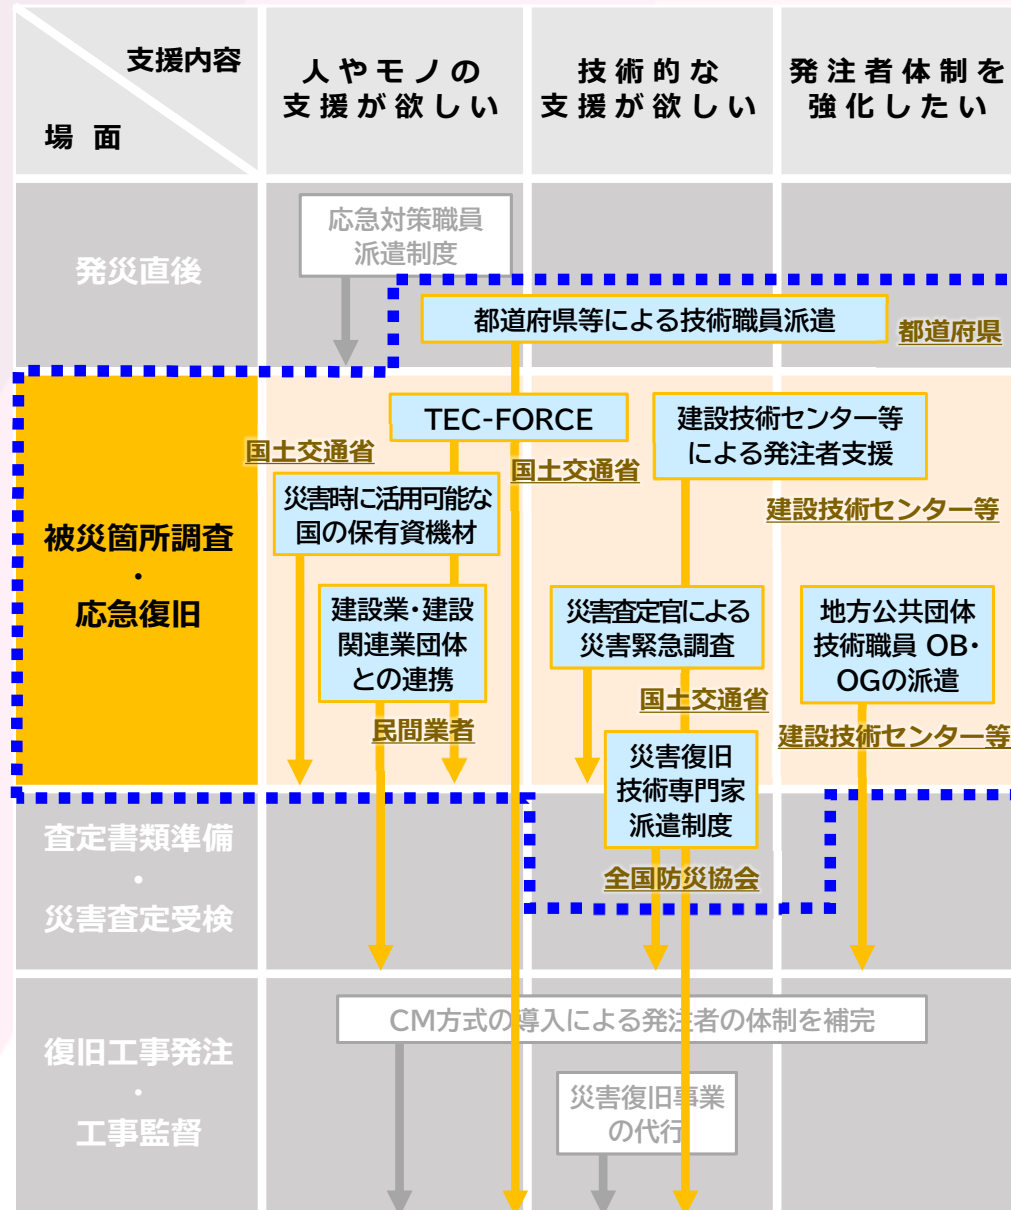 支援内容
場 面
人やモノの
支援が欲しい
技術的な
支援が欲しい
発注者体制を
強化したい
発災直後
応急対策職員
派遣制度
都道府県等による技術職員派遣
都道府県
被災箇所調査
・
応急復旧
TEC-FORCE
国土交通省
国土交通省
建設技術センター等
による発注者支援
建設技術センター等
災害時に活用可能な
国の保有資機材
建設業・建設
関連業団体
との連携
民間業者
災害査定官による
災害緊急調査
国土交通省
地方公共団体
技術職員 OB・
OGの派遣
建設技術センター等
災害復旧
技術専門家
派遣制度
全国防災協会
査定書類準備
・
災害査定受検
復旧工事発注
・
工事監督
CM方式の導入による発注者の体制を補完
災害復旧事業
の代行